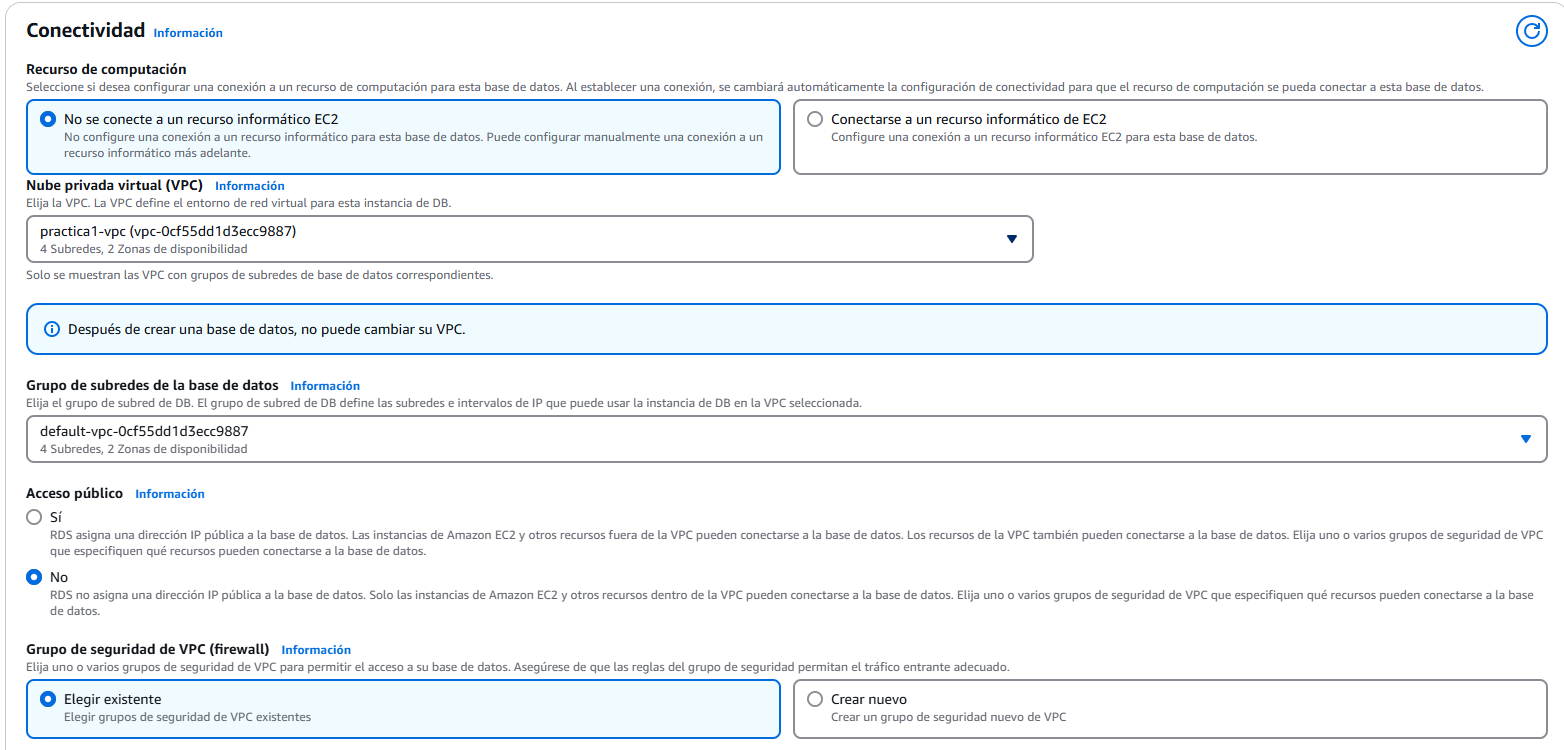 Conectividad Información
Recurso de computación
Seleccione si desea configurar una conexión a un recurso de computación para esta base de datos. Al establecer una conexión, se cambiará automáticamente la configuración de conectividad para que el recurso de computación se pueda conectar a esta base de datos.
No se conecte a un recurso informático EC2
No configure una conexión a un recurso informático para esta base de datos. Puede configurar manualmente una conexión a un
recurso informático más adelante.
Conectarse a un recurso informático de EC2
Configure una conexión a un recurso informático EC2 para esta base de datos.
Nube privada virtual (VPC) Información
Elija la VPC. La VPC define el entorno de red virtual para esta instancia de DB.
practica1-vpc (vpc-0cf55dd1d3ecc9887)
4 Subredes, 2 Zonas de disponibilidad
Solo se muestran las VPC con grupos de subredes de base de datos correspondientes.
Después de crear una base de datos, no puede cambiar su VPC.
Grupo de subredes de la base de datos Información
Elija el grupo de subred de DB. El grupo de subred de DB define las subredes e intervalos de IP que puede usar la instancia de DB en la VPC seleccionada.
default-vpc-0cf55dd1d3ecc9887
4 Subredes, 2 Zonas de disponibilidad
Acceso público Información
Sí
RDS asigna una dirección IP pública a la base de datos. Las instancias de Amazon EC2 y otros recursos fuera de la VPC pueden conectarse a la base de datos. Los recursos de la VPC también pueden conectarse a la base de datos. Elija uno o varios grupos de seguridad de VPC
que especifiquen qué recursos pueden conectarse a la base de datos.
No
RDS no asigna una dirección IP pública a la base de datos. Solo las instancias de Amazon EC2 y otros recursos dentro de la VPC pueden conectarse a la base de datos. Elija uno o varios grupos de seguridad de VPC que especifiquen qué recursos pueden conectarse a la base
de datos.
Grupo de seguridad de VPC (firewall) Información
Elija uno o varios grupos de seguridad de VPC para permitir el acceso a su base de datos. Asegúrese de que las reglas del grupo de seguridad permitan el tráfico entrante adecuado.
Elegir existente
Elegir grupos de seguridad de VPC existentes
Crear nuevo
Crear un grupo de seguridad nuevo de VPC